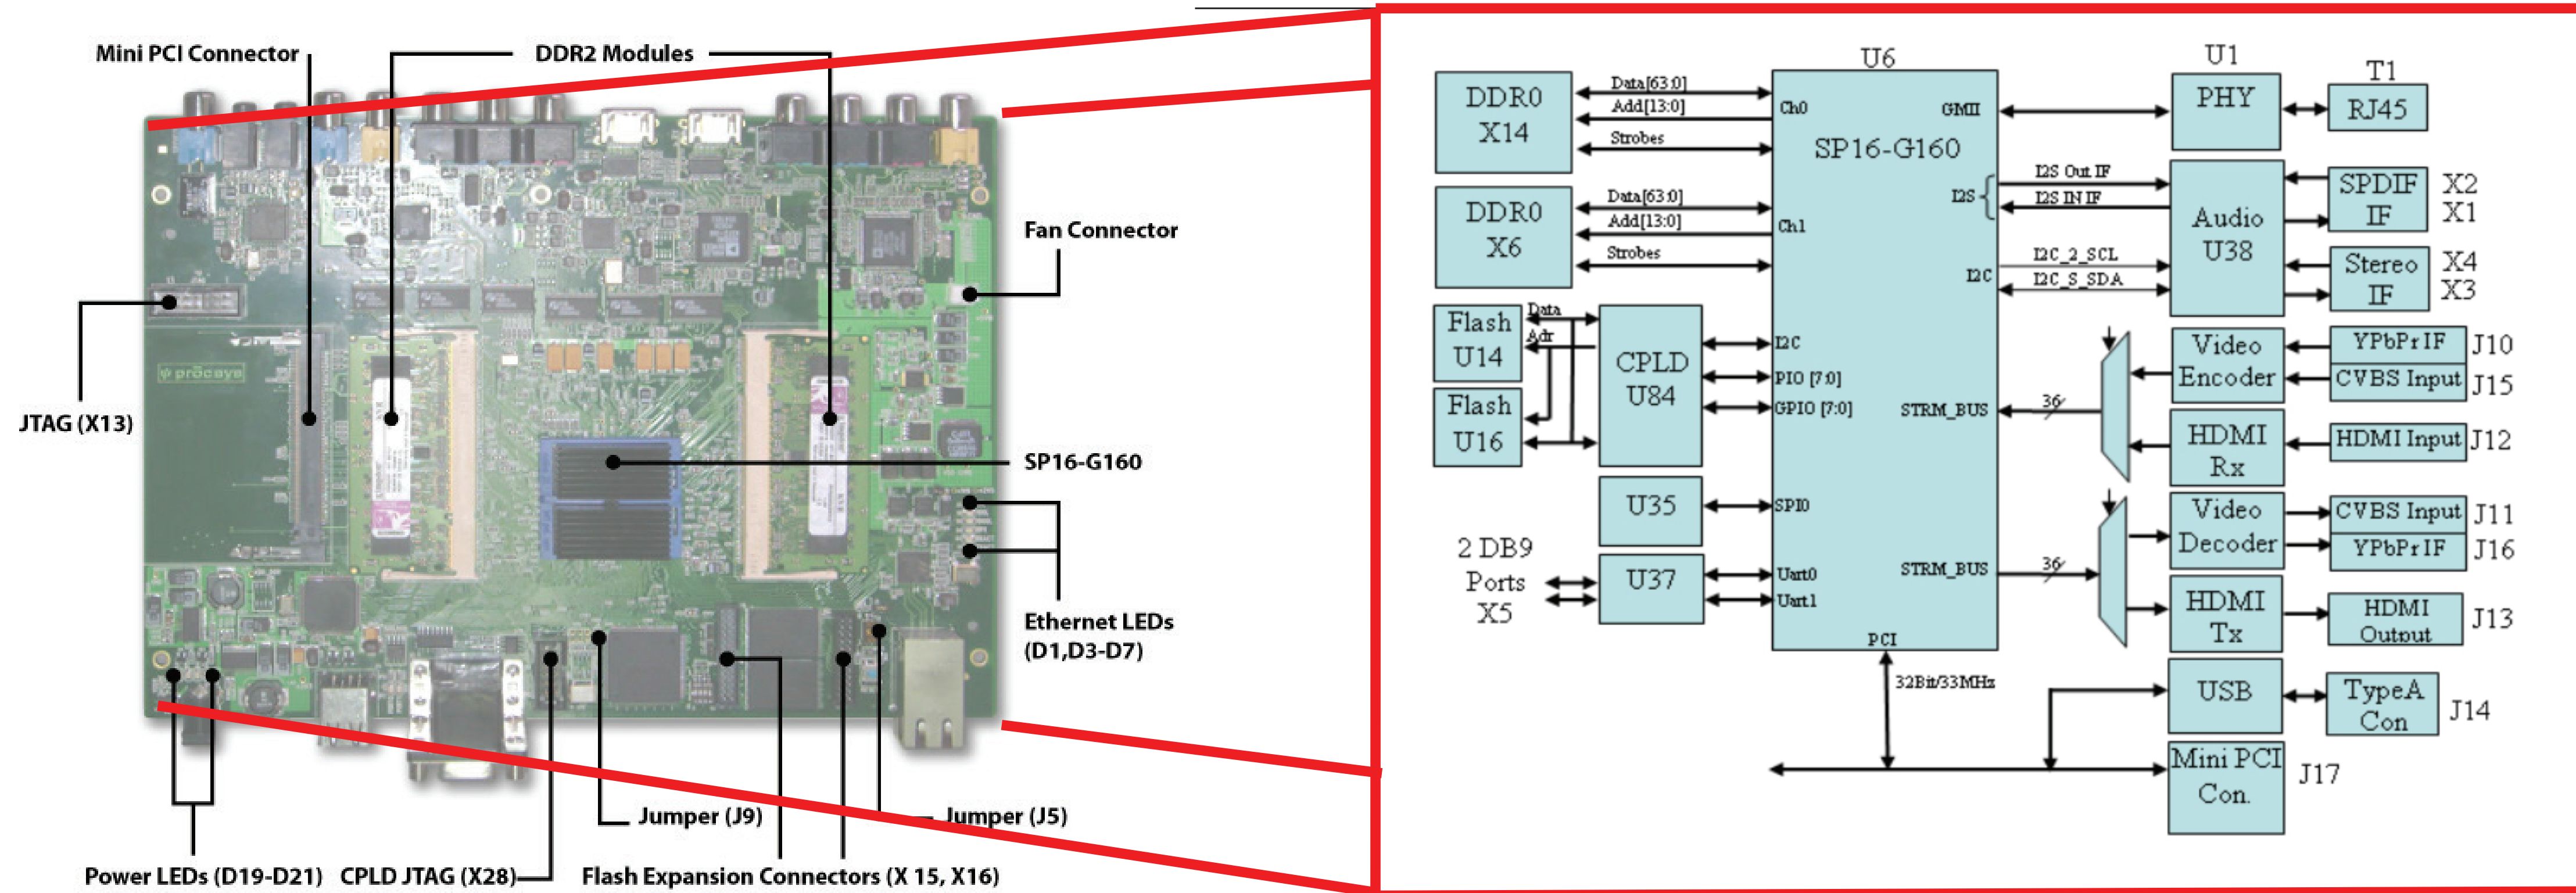 Mini PCI Connector
DDR2 Modules
Fan Connector
JTAG (X13)
procsys
SP16-G160
Ethernet LEDs
(D1,D3-D7)
Jumper (J9)
Jumper (J5)
Power LEDs (D19-D21)
CPLD JTAG (X28)
Flash Expansion Connectors (X 15, X16)
U6
SP16-G160
DDR0
X14
Data[63:0]
Add[13:0]
Strobes
Ch0
DDR0
X6
Data[63:0]
Add[13:0]
Strobes
Ch1
Flash
U14
Flash
U16
Data
Adr
CPLD
U84
I2C
PIO [7:0]
GPIO [7:0]
U35
SPI0
2 DB9
Ports
X5
U37
Uart0
Uart1
PCI
32Bit/33MHz
GMII
U1
PHY
T1
RJ45
I2S
I2S Out IF
I2S IN IF
I2C
I2C_2_SCL
I2C_S_SDA
Audio
U38
SPDIF
IF
X2
X1
Stereo
IF
X4
X3
STRM_BUS
36
Video
Encoder
YPbPr IF
J10
CVBS Input
J15
HDMI
Rx
HDMI Input
J12
STRM_BUS
36
Video
Decoder
CVBS Input
J11
YPbPr IF
J16
HDMI
Tx
HDMI
Output
J13
USB
TypeA
Con
J14
Mini PCI
Con.
J17